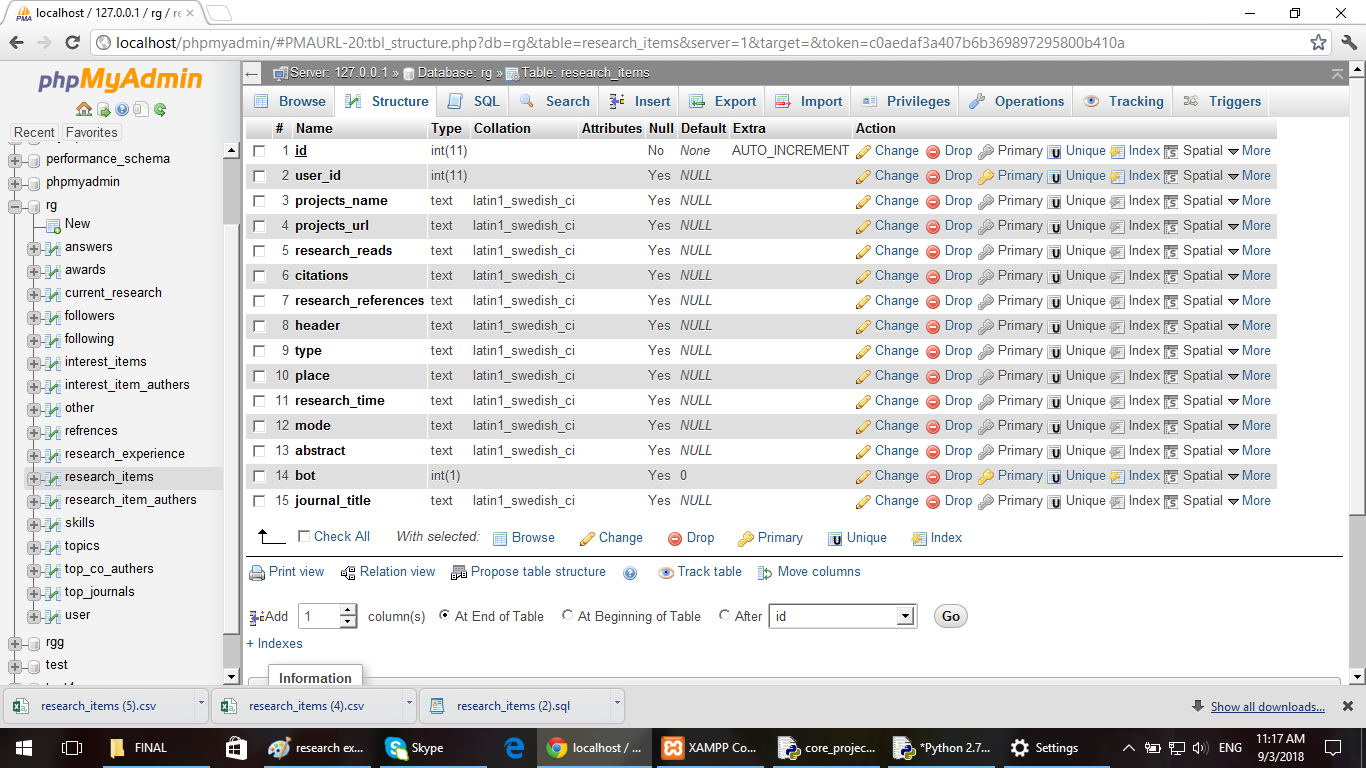 localhost / 127.0.0.1 / rg / re
localhost/phpmyadmin/#PMAURL-20:tbl_structure.php?db=rg&table=research_items&server=1&target=&token=c0aedaf3a407b6b369897295800b410a
phpMyAdmin
Recent Favorites
performance_schema
phpmyadmin
rg
New
answers
awards
current_research
followers
following
interest_items
interest_item_authers
other
refrences
research_experience
research_items
research_item_authers
skills
topics
top_co_authers
top_journals
user
rgg
test
Server: 127.0.0.1 » Database: rg » Table: research_items
Browse Structure SQL Search Insert Export Import Privileges Operations Tracking Triggers
# Name Type Collation Attributes Null Default Extra Action
1 id int(11) No None AUTO_INCREMENT Change Drop Primary Unique Index Spatial More
2 user_id int(11) Yes NULL Change Drop Primary Unique Index Spatial More
3 projects_name text latin1_swedish_ci Yes NULL Change Drop Primary Unique Index Spatial More
4 projects_url text latin1_swedish_ci Yes NULL Change Drop Primary Unique Index Spatial More
5 research_reads text latin1_swedish_ci Yes NULL Change Drop Primary Unique Index Spatial More
6 citations text latin1_swedish_ci Yes NULL Change Drop Primary Unique Index Spatial More
7 research_references text latin1_swedish_ci Yes NULL Change Drop Primary Unique Index Spatial More
8 header text latin1_swedish_ci Yes NULL Change Drop Primary Unique Index Spatial More
9 type text latin1_swedish_ci Yes NULL Change Drop Primary Unique Index Spatial More
10 place text latin1_swedish_ci Yes NULL Change Drop Primary Unique Index Spatial More
11 research_time text latin1_swedish_ci Yes NULL Change Drop Primary Unique Index Spatial More
12 mode text latin1_swedish_ci Yes NULL Change Drop Primary Unique Index Spatial More
13 abstract text latin1_swedish_ci Yes NULL Change Drop Primary Unique Index Spatial More
14 bot int(1) Yes 0 Change Drop Primary Unique Index Spatial More
15 journal_title text latin1_swedish_ci Yes NULL Change Drop Primary Unique Index Spatial More
Check All With selected: Browse Change Drop Primary Unique Index
Print view Relation view Propose table structure Track table Move columns
Add 1 column(s) At End of Table At Beginning of Table After id Go
+ Indexes
Information
research_items (5).csv research_items (4).csv research_items (2).sql Show all downloads...
FINAL research ex... Skype localhost / ... XAMPP Co... core_projec... *Python 2.7... Settings ENG 11:17 AM
9/3/2018